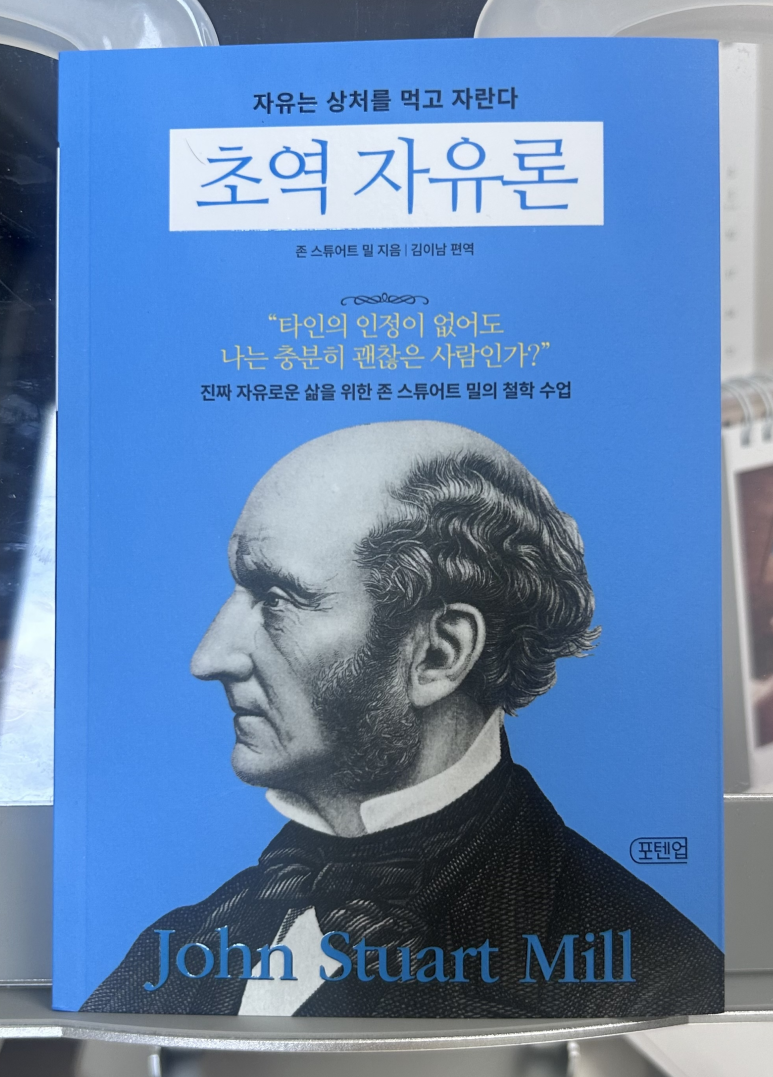 자유는 상처를 먹고 자란다
초역 자유론
존 스튜어트 밀 지음 | 김이남 편역
“타인의 인정이 없어도
나는 충분히 괜찮은 사람인가?”
진짜 자유로운 삶을 위한 존 스튜어트 밀의 철학 수업
포텐업
John Stuart Mill